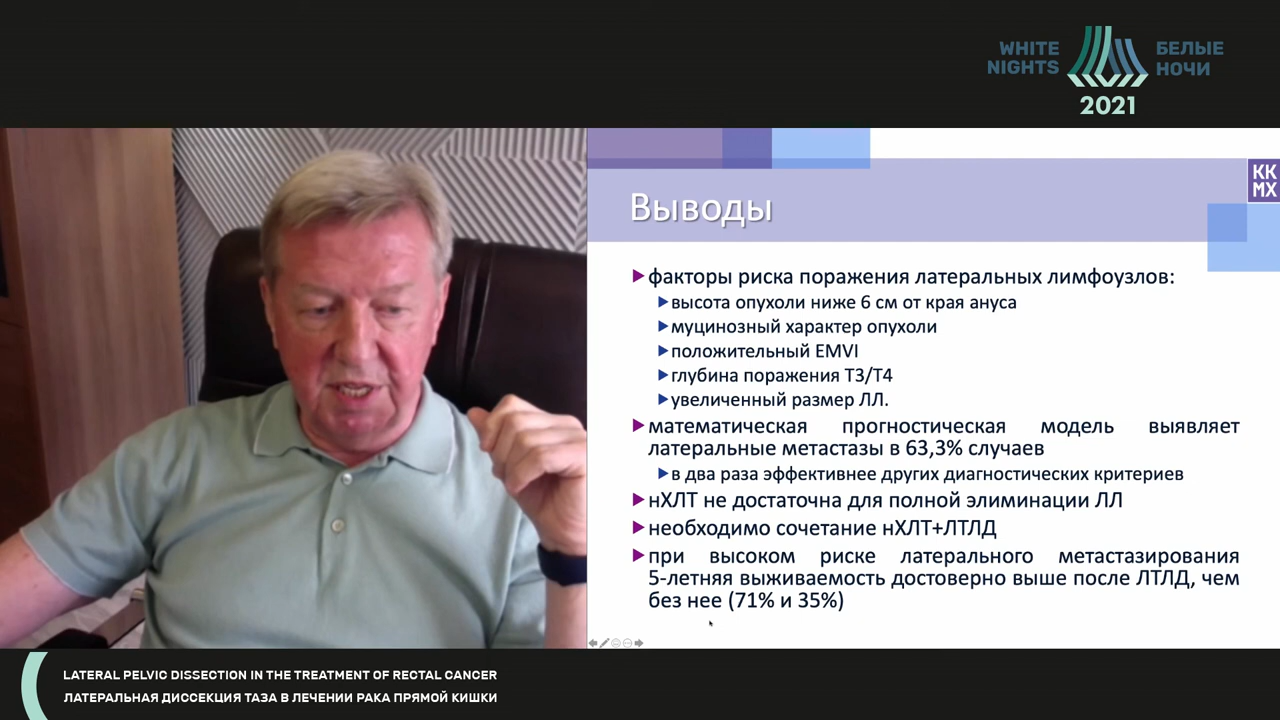 WHITE
NIGHTS
БЕЛЫЕ
НОЧИ
2021
КК
МХ
Выводы
факторы риска поражения латеральных лимфоузлов:
высота опухоли ниже 6 см от края ануса
муцинозный характер опухоли
положительный EMVI
глубина поражения Т3/Т4
увеличенный размер ЛЛ.
математическая прогностическая модель выявляет
латеральные метастазы в 63,3% случаев
в два раза эффективнее других диагностических критериев
нХЛТ не достаточна для полной элиминации ЛЛ
необходимо сочетание нХЛТ+ЛТЛД
при высоком риске латерального метастазирования
5-летняя выживаемость достоверно выше после ЛТЛД, чем
без нее (71% и 35%)
LATERAL PELVIC DISSECTION IN THE TREATMENT OF RECTAL CANCER
ЛАТЕРАЛЬНАЯ ДИССЕКЦИЯ ТАЗА В ЛЕЧЕНИИ РАКА ПРЯМОЙ КИШКИ